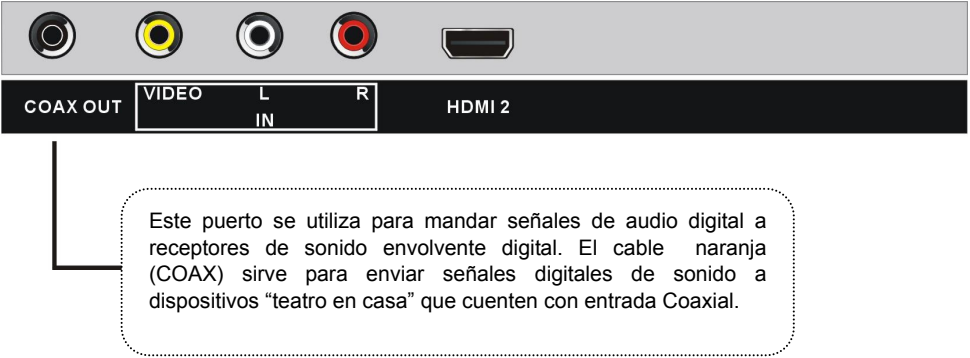 COAX OUT VIDEO L R HDMI 2
IN
Este puerto se utiliza para mandar señales de audio digital a
receptores de sonido envolvente digital. El cable naranja
(COAX) sirve para enviar señales digitales de sonido a
dispositivos “teatro en casa” que cuenten con entrada Coaxial.